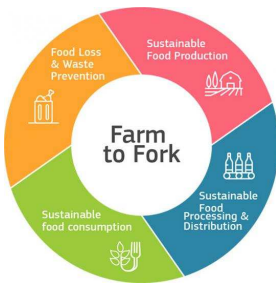 Food Loss
& Waste
Prevention
Sustainable
Food Production
Farm
to Fork
Sustainable
food consumption
Sustainable
Food
Processing &
Distribution